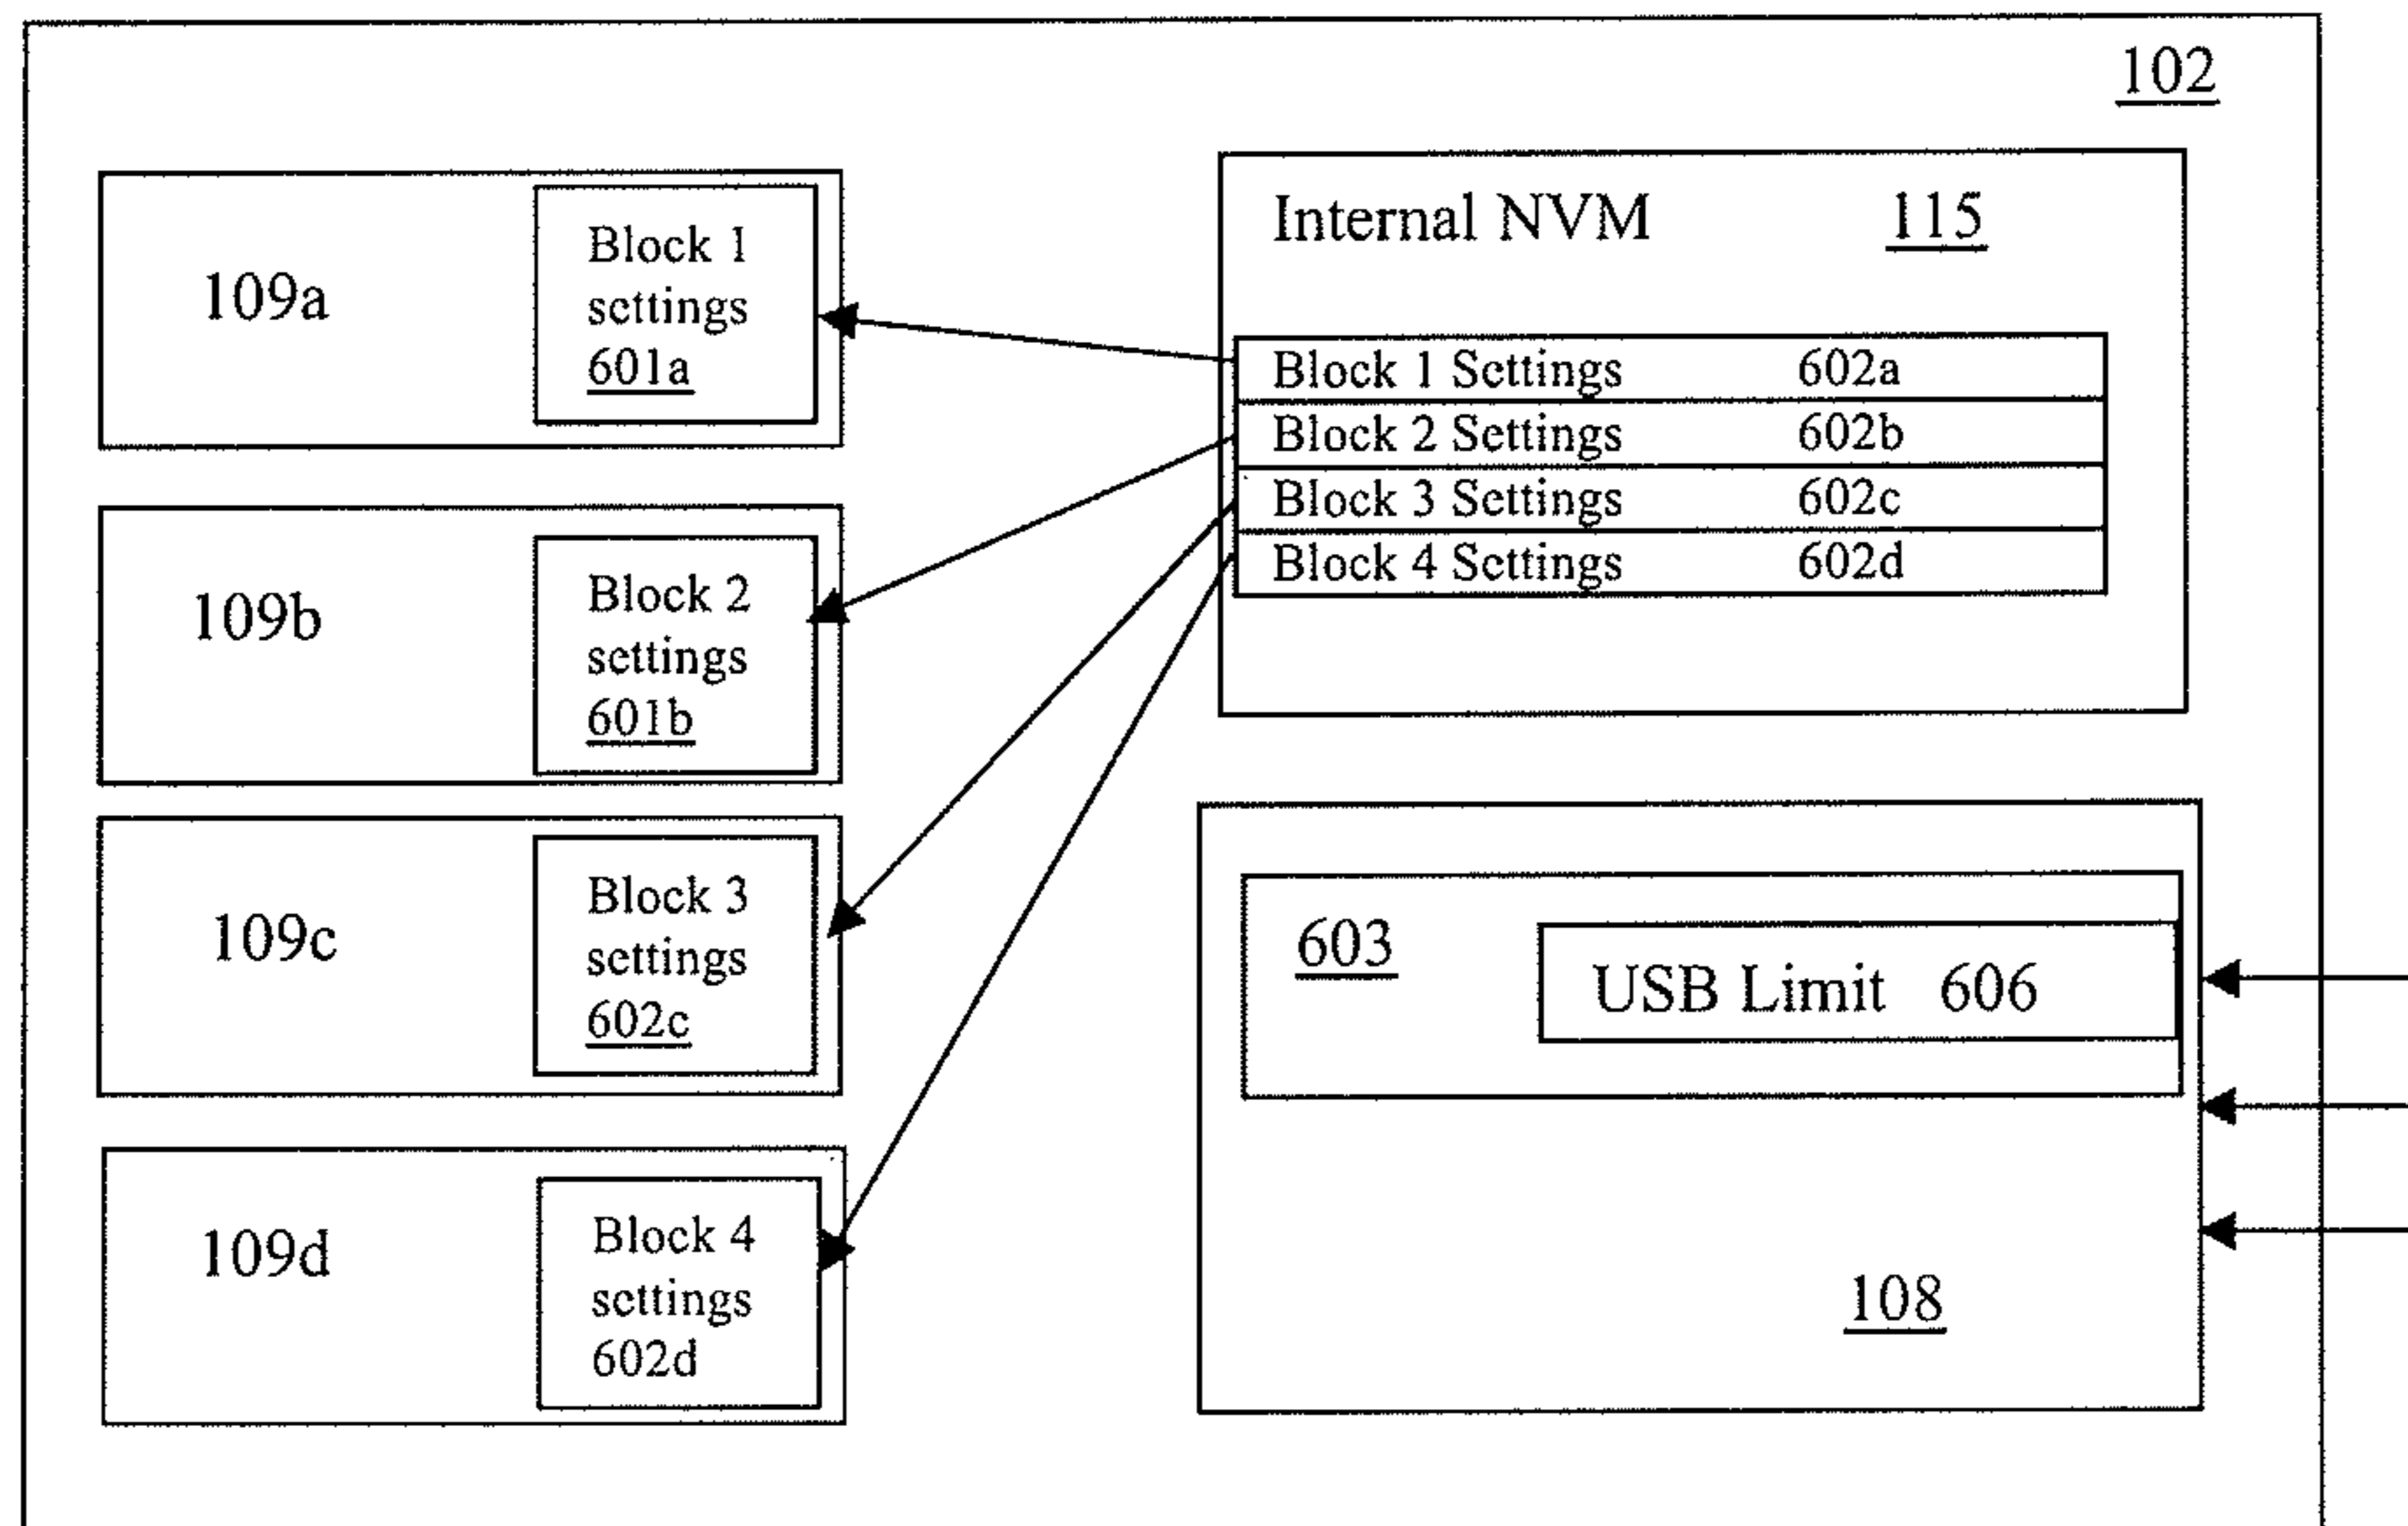 102
109a
Block 1
settings
601a
109b
Block 2
settings
601b
109c
Block 3
settings
602c
109d
Block 4
settings
602d
Internal NVM 115
Block 1 Settings 602a
Block 2 Settings 602b
Block 3 Settings 602c
Block 4 Settings 602d
603
USB Limit 606
108